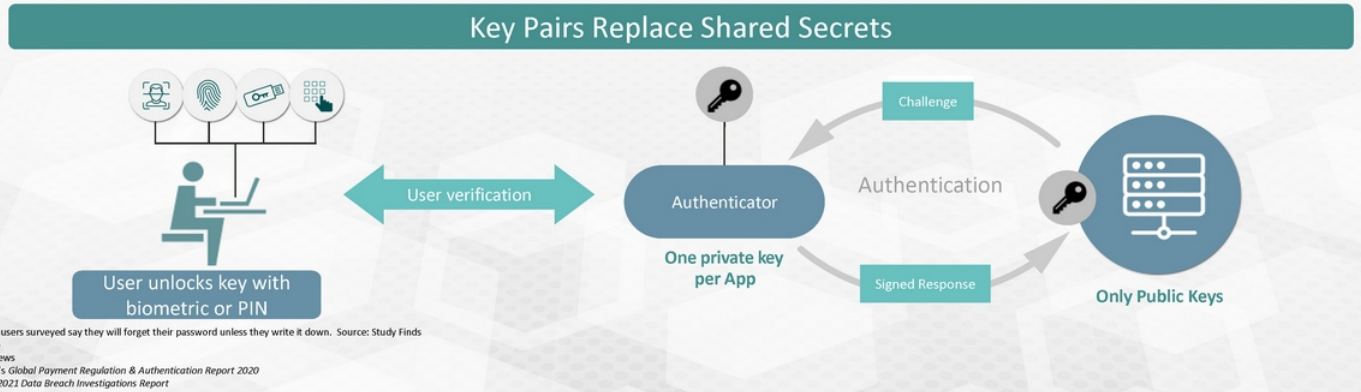 Key Pairs Replace Shared Secrets
Challenge
User verification
Authenticator
Authentication
One private key
per App
Signed Response
Only Public Keys
User unlocks key with
biometric or PIN
users surveyed say they will forget their password unless they write it down. Source: Study Finds
Global Payment Regulation & Authentication Report 2020
2021 Data Breach Investigations Report